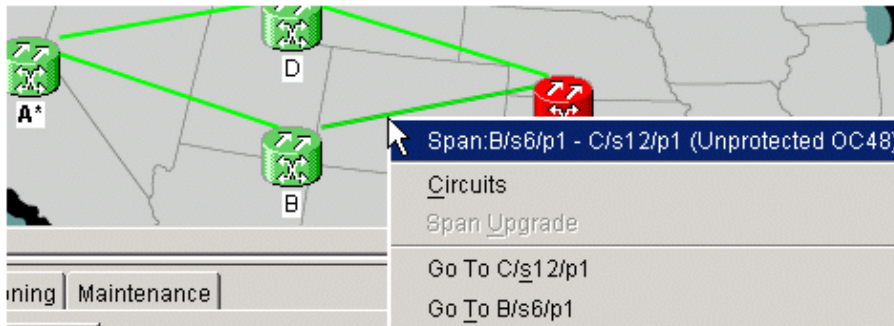 D
A*
B
Span:B/s6/p1 - C/s12/p1 (Unprotected OC48)
Circuits
Span Upgrade
Go To C/s12/p1
Go To B/s6/p1
oning
Maintenance